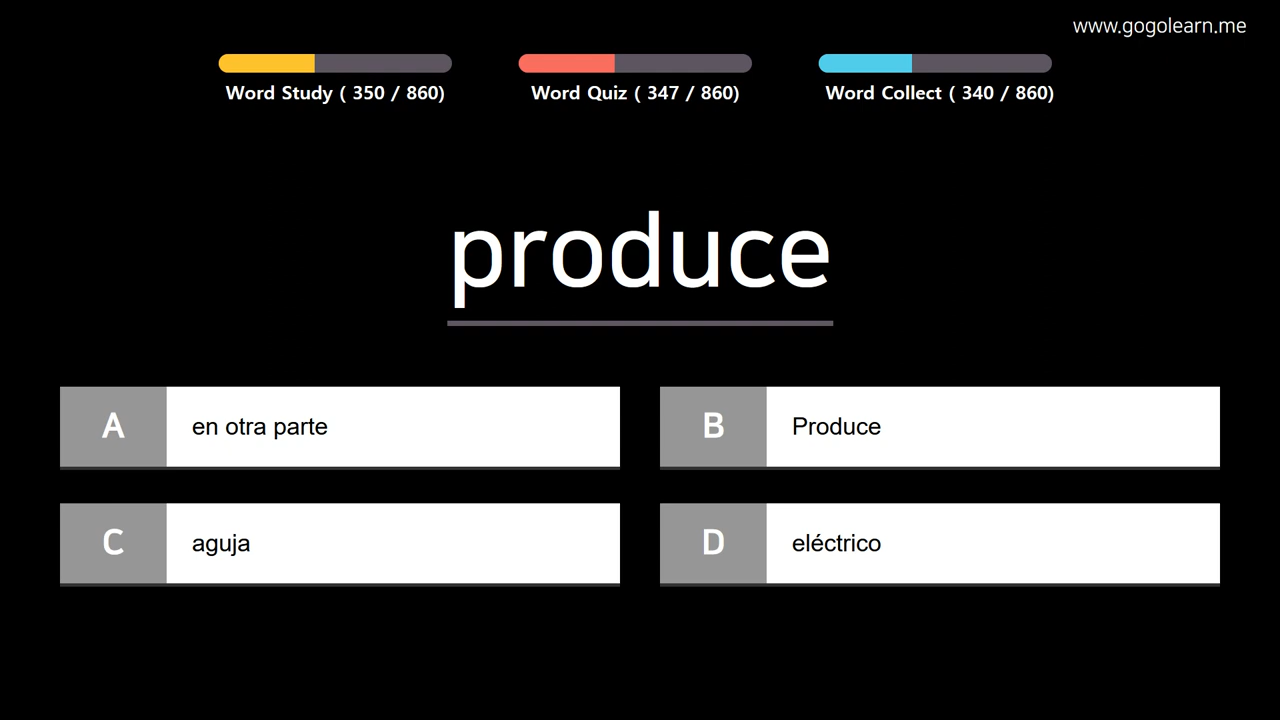 www.gogolearn.me
Word Study ( 350 / 860)
Word Quiz ( 347 / 860)
Word Collect ( 340 / 860)
produce
A en otra parte
B Produce
C aguja
D eléctrico